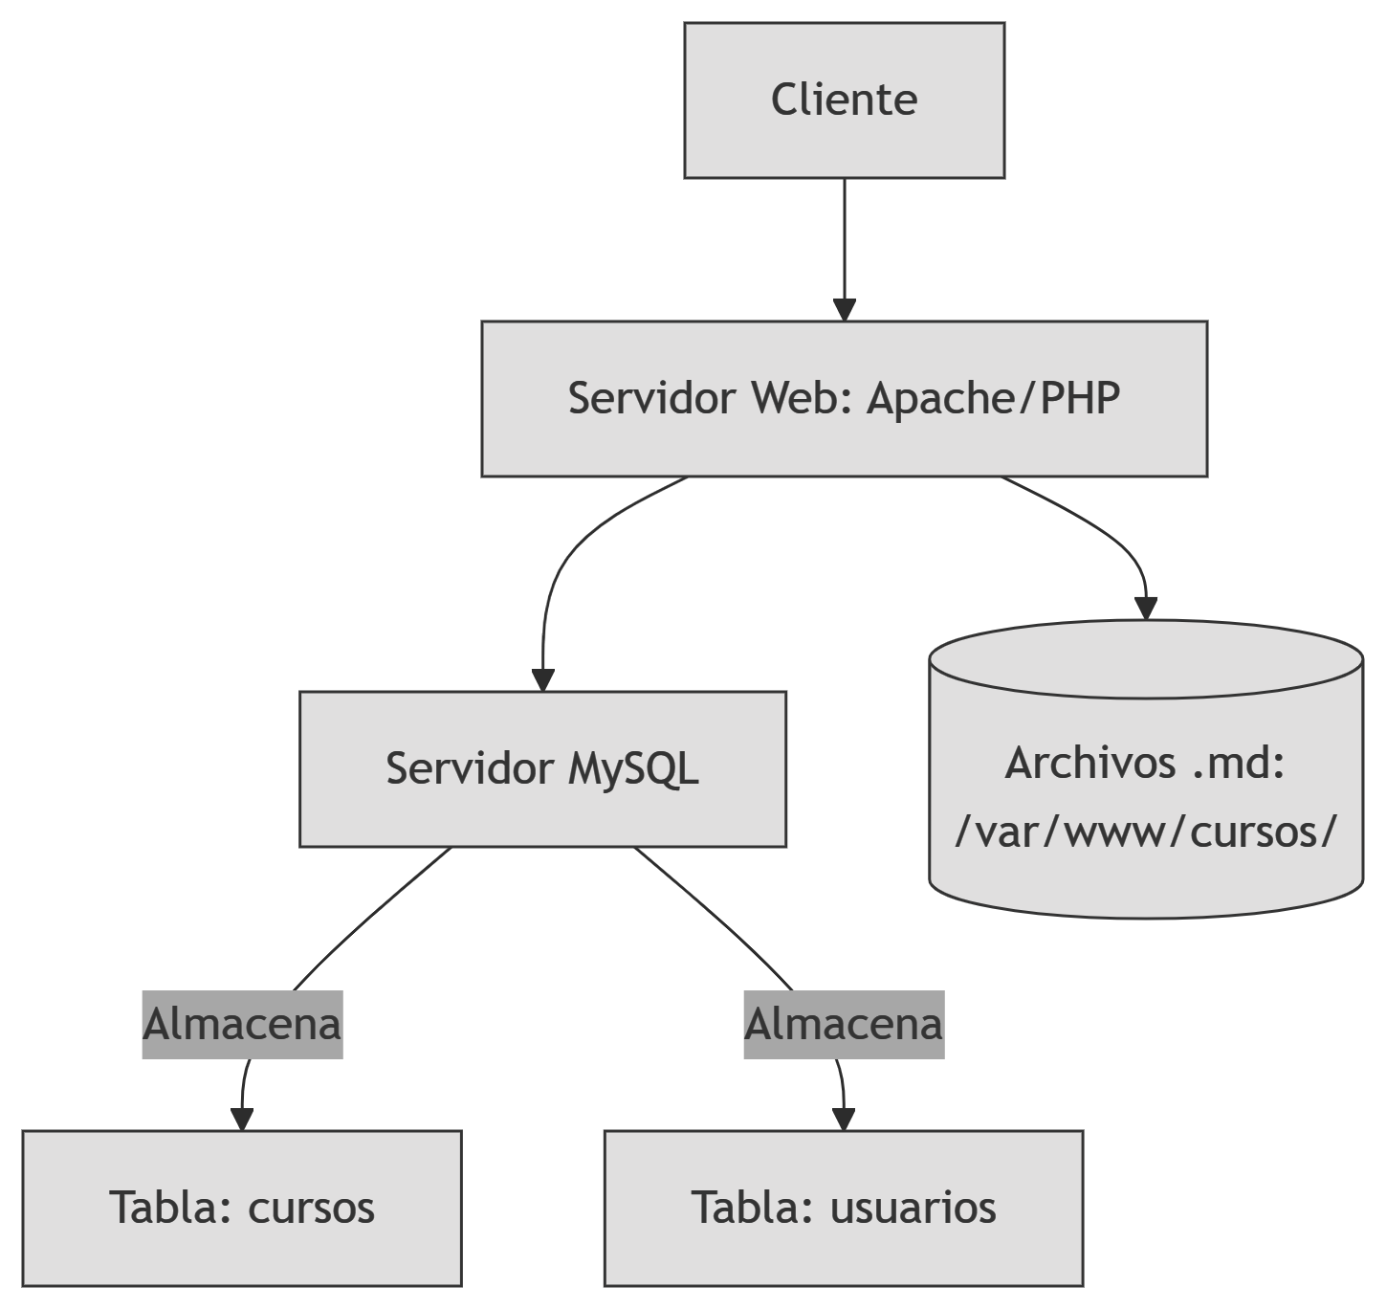 Cliente
Servidor Web: Apache/PHP
Servidor MySQL
Archivos .md:
/var/www/cursos/
Almacena
Almacena
Tabla: cursos
Tabla: usuarios